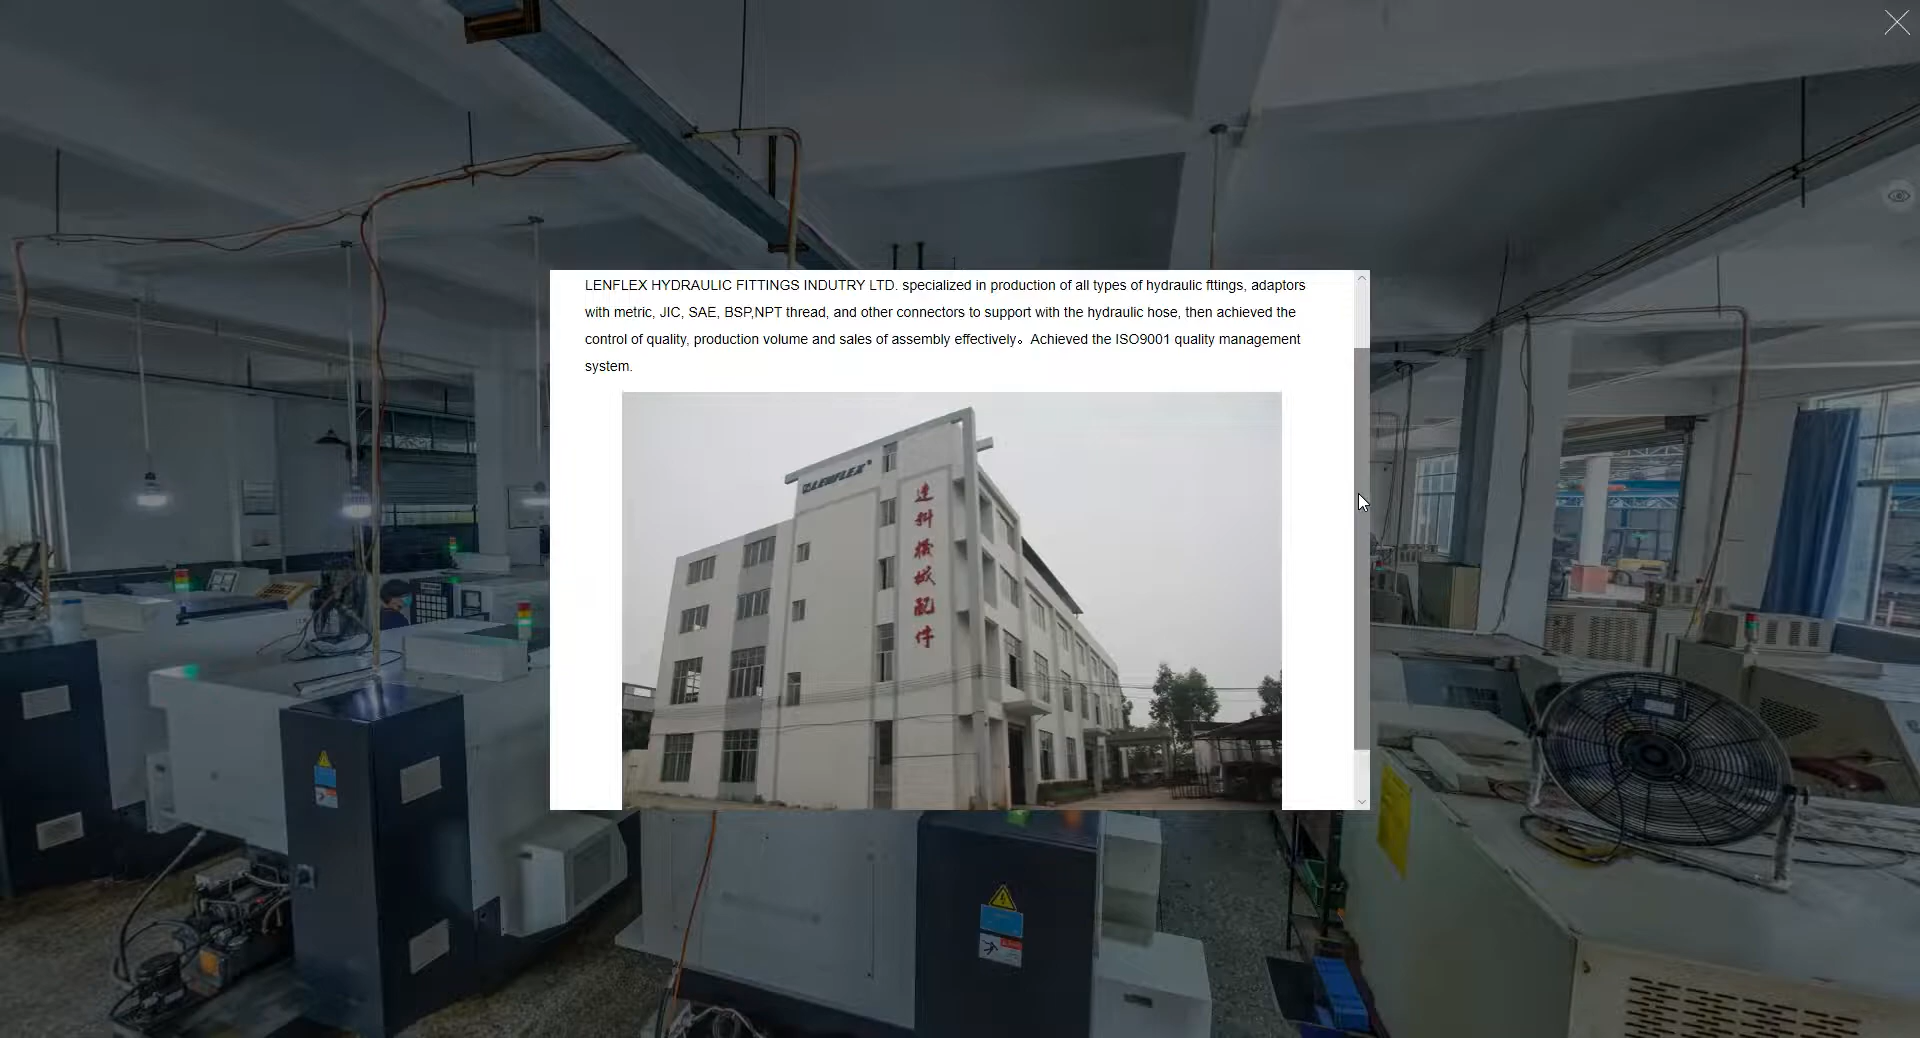 LENFLEX HYDRAULIC FITTINGS INDUTRY LTD. specialized in production of all types of hydraulic fttings, adaptors
with metric, JIC, SAE, BSP,NPT thread, and other connectors to support with the hydraulic hose, then achieved the
control of quality, production volume and sales of assembly effectively。Achieved the ISO9001 quality management
system.
LENFLEX
达科機械配件